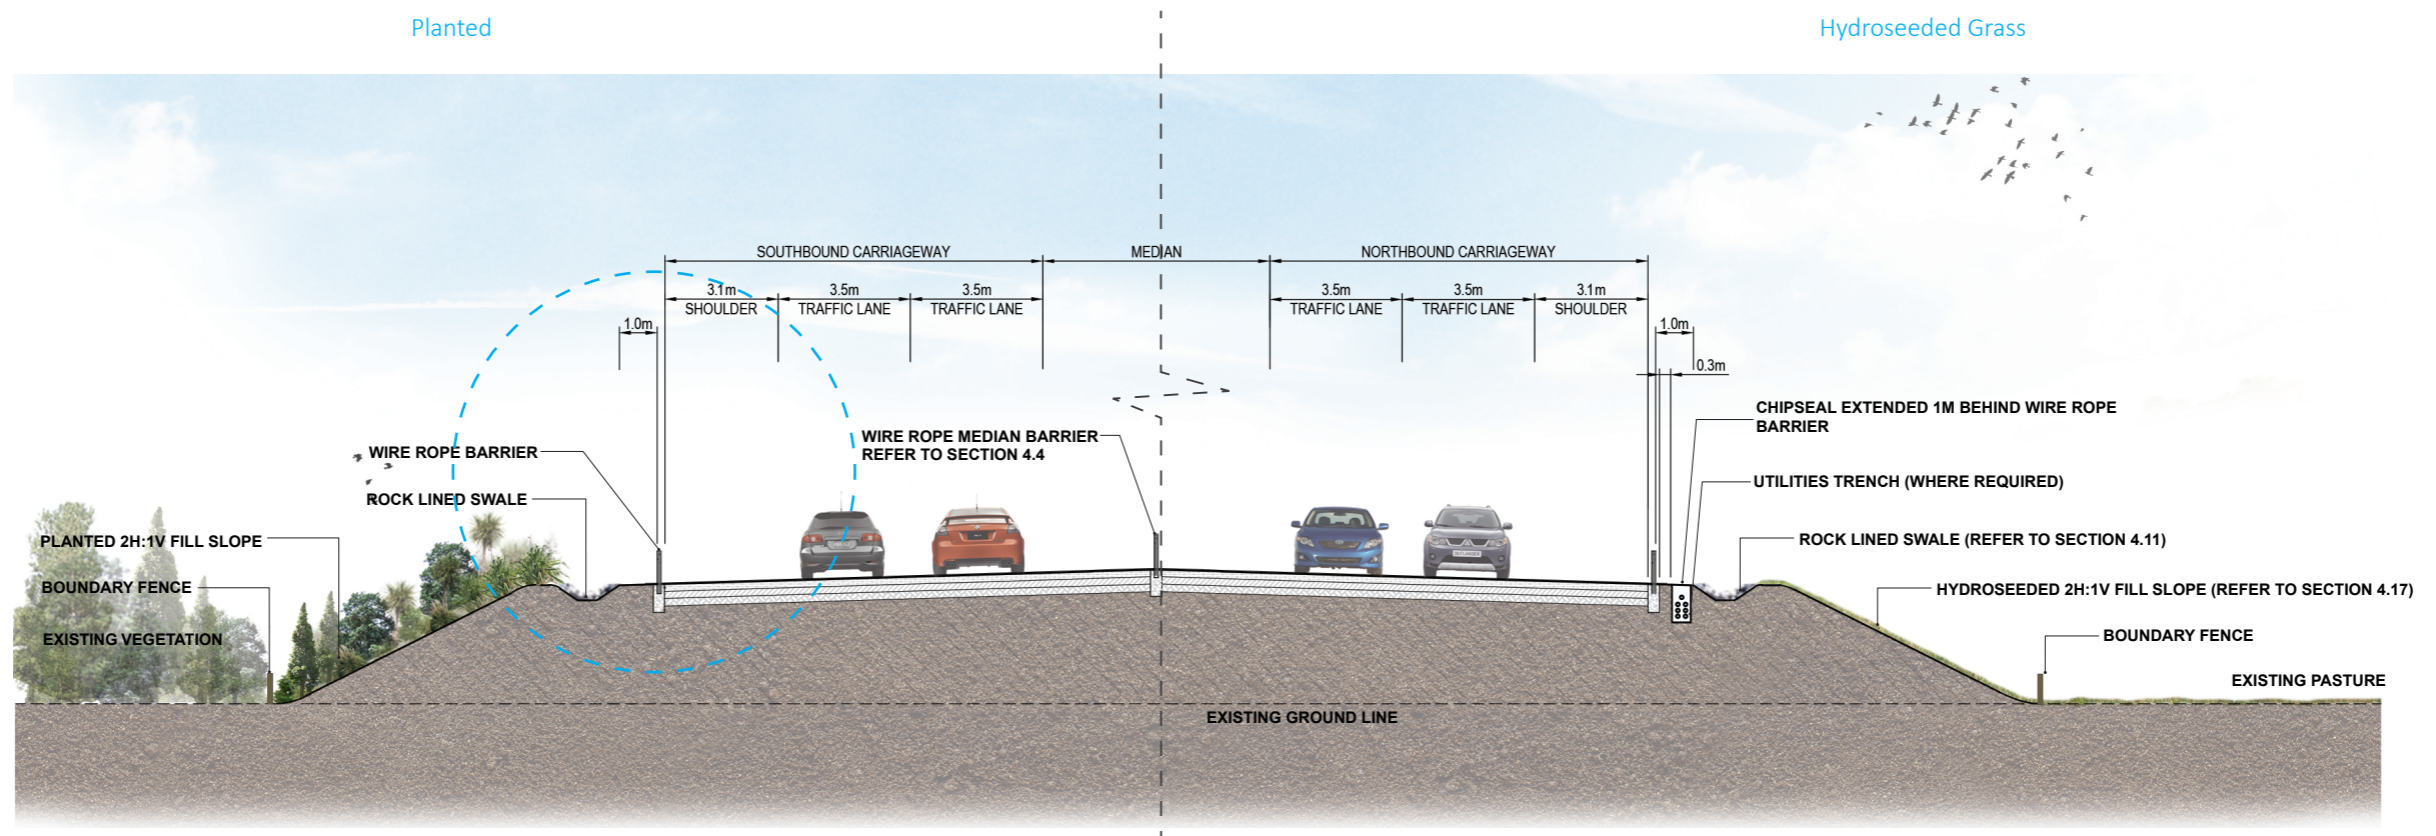 Planted
Hydroseeded Grass
SOUTHBOUND CARRIAGEWAY
MEDIAN
NORTHBOUND CARRIAGEWAY
3.1m
SHOULDER
3.5m
TRAFFIC LANE
3.5m
TRAFFIC LANE
3.5m
TRAFFIC LANE
3.5m
TRAFFIC LANE
3.1m
SHOULDER
1.0m
1.0m
0.3m
WIRE ROPE BARRIER
ROCK LINED SWALE
PLANTED 2H:1V FILL SLOPE
BOUNDARY FENCE
EXISTING VEGETATION
WIRE ROPE MEDIAN BARRIER
REFER TO SECTION 4.4
CHIPSEAL EXTENDED 1M BEHIND WIRE ROPE
BARRIER
UTILITIES TRENCH (WHERE REQUIRED)
ROCK LINED SWALE (REFER TO SECTION 4.11)
HYDROSEEDED 2H:1V FILL SLOPE (REFER TO SECTION 4.17)
BOUNDARY FENCE
EXISTING PASTURE
EXISTING GROUND LINE